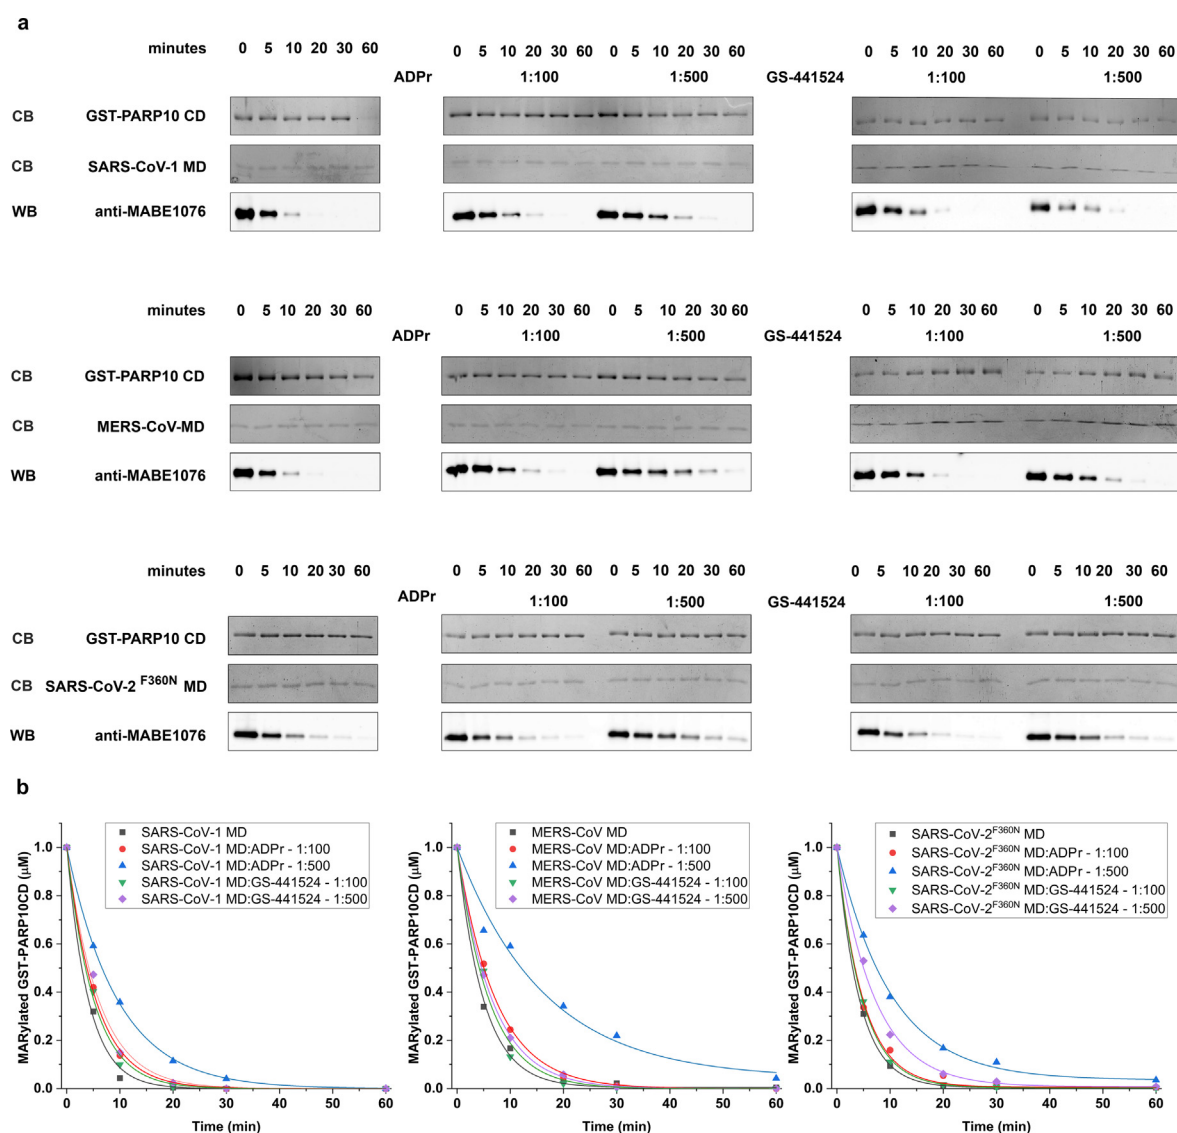 a
minutes 0 5 10 20 30 60 0 5 10 20 30 60 0 5 10 20 30 60 0 5 10 20 30 60 0 5 10 20 30 60
ADPr 1:100 1:500 GS-441524 1:100 1:500
CB GST-PARP10 CD
CB SARS-CoV-1 MD
WB anti-MABE1076
minutes 0 5 10 20 30 60 0 5 10 20 30 60 0 5 10 20 30 60 0 5 10 20 30 60 0 5 10 20 30 60
ADPr 1:100 1:500 GS-441524 1:100 1:500
CB GST-PARP10 CD
CB MERS-CoV-MD
WB anti-MABE1076
minutes 0 5 10 20 30 60 0 5 10 20 30 60 0 5 10 20 30 60 0 5 10 20 30 60 0 5 10 20 30 60
ADPr 1:100 1:500 GS-441524 1:100 1:500
CB GST-PARP10 CD
CB SARS-CoV-2 F360N MD
WB anti-MABE1076
b
MARylated GST-PARP10CD (μM)
1.0
0.8
0.6
0.4
0.2
0.0
SARS-CoV-1 MD
SARS-CoV-1 MD:ADPr - 1:100
SARS-CoV-1 MD:ADPr - 1:500
SARS-CoV-1 MD:GS-441524 - 1:100
SARS-CoV-1 MD:GS-441524 - 1:500
0 10 20 30 40 50 60
Time (min)
MARylated GST-PARP10CD (μM)
1.0
0.8
0.6
0.4
0.2
0.0
MERS-CoV MD
MERS-CoV MD:ADPr - 1:100
MERS-CoV MD:ADPr - 1:500
MERS-CoV MD:GS-441524 - 1:100
MERS-CoV MD:GS-441524 - 1:500
0 10 20 30 40 50 60
Time (min)
MARylated GST-PARP10CD (μM)
1.0
0.8
0.6
0.4
0.2
0.0
SARS-CoV-2F360N MD
SARS-CoV-2F360N MD:ADPr - 1:100
SARS-CoV-2F360N MD:ADPr - 1:500
SARS-CoV-2F360N MD:GS-441524 - 1:100
SARS-CoV-2F360N MD:GS-441524 - 1:500
0 10 20 30 40 50 60
Time (min)